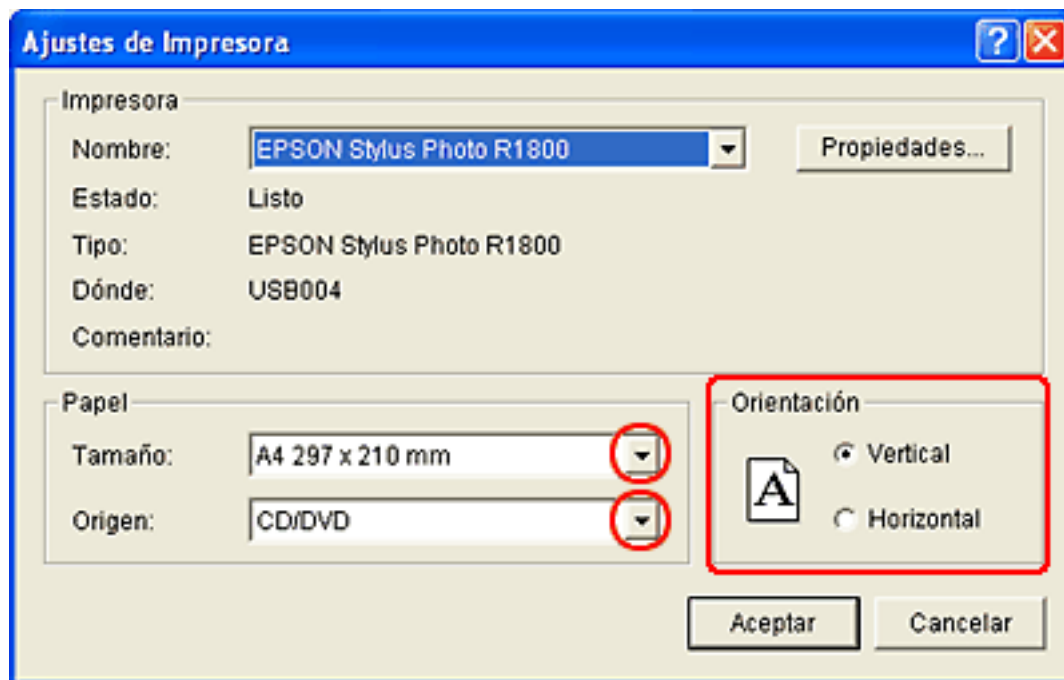 Ajustes de Impresora
Impresora
Nombre: EPSON Stylus Photo R1800 Propiedades...
Estado: Listo
Tipo: EPSON Stylus Photo R1800
Dónde: USB004
Comentario:
Papel
Tamaño: A4 297 x 210 mm
Origen: CD/DVD
Orientación
A
Vertical
Horizontal
Aceptar Cancelar